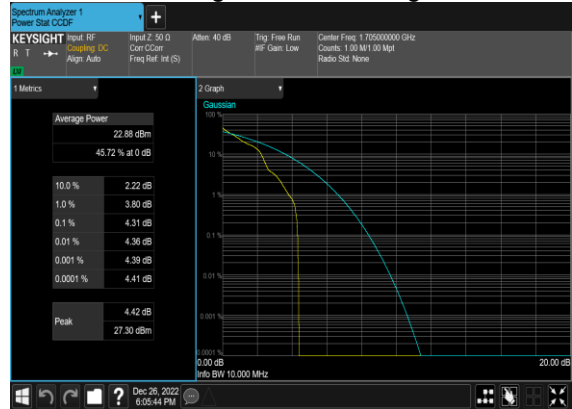 Spectrum Analyzer 1
Power Stat CCDF
KEYSIGHT
R T
Input: RF
Coupling: DC
Align: Auto
Input Z: 50 Ω
Corr CCorr
Freq Ref: Int (S)
Atten: 40 dB
Trig: Free Run
#IF Gain: Low
Center Freq: 1.705000000 GHz
Counts: 1.00 M/1.00 Mpt
Radio Std: None
1 Metrics
Average Power
22.88 dBm
45.72 % at 0 dB
10.0 % 2.22 dB
1.0 % 3.80 dB
0.1 % 4.31 dB
0.01 % 4.36 dB
0.001 % 4.39 dB
0.0001 % 4.41 dB
Peak
4.42 dB
27.30 dBm
2 Graph
Gaussian
100 %
10 %
1 %
0.1 %
0.01 %
0.001 %
0.0001 %
0.00 dB
20.00 dB
Info BW 10.000 MHz
?
Dec 26, 2022
6:05:44 PM